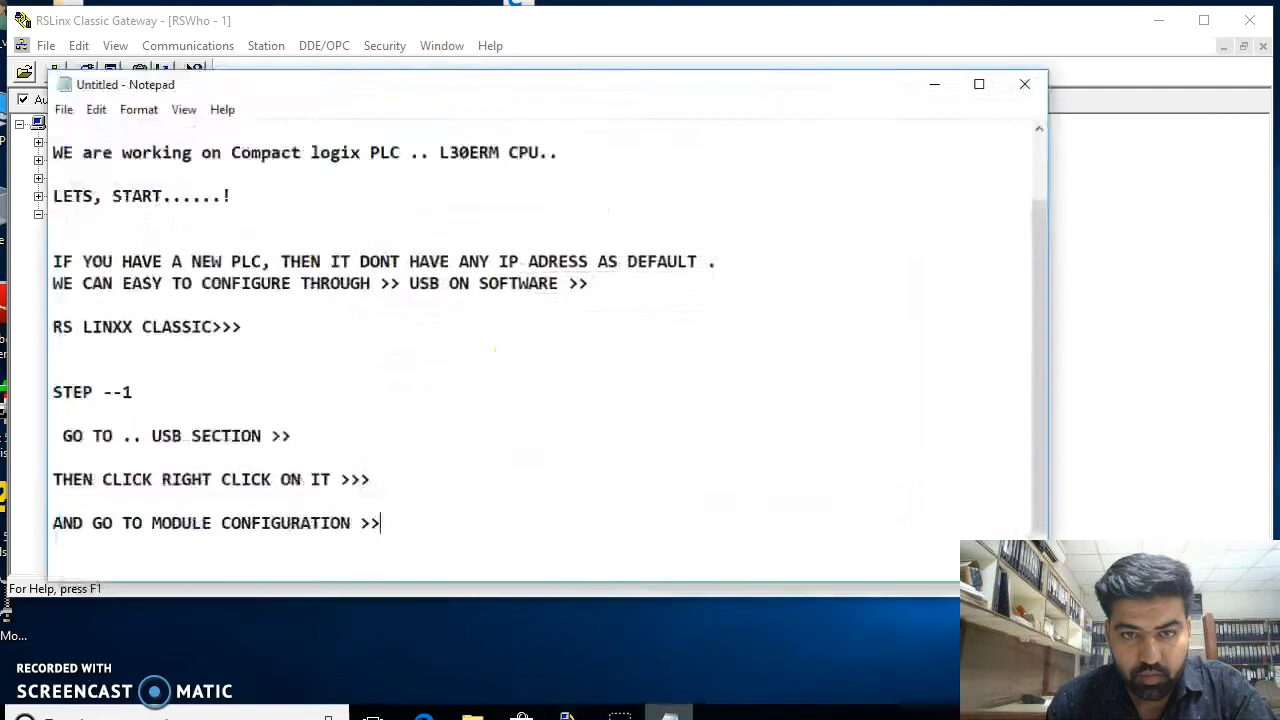 RSLinx Classic Gateway - [RSWho - 1]
File Edit View Communications Station DDE/OPC Security Window Help
Untitled - Notepad
File Edit Format View Help
WE are working on Compact logix PLC .. L30ERM CPU..
LETS, START......!
IF YOU HAVE A NEW PLC, THEN IT DONT HAVE ANY IP ADRESS AS DEFAULT .
WE CAN EASY TO CONFIGURE THROUGH >> USB ON SOFTWARE >>
RS LINXX CLASSIC>>>
STEP --1
GO TO .. USB SECTION >>
THEN CLICK RIGHT CLICK ON IT >>>
AND GO TO MODULE CONFIGURATION >>
For Help, press F1
Mo...
RECORDED WITH
SCREENCAST MATIC